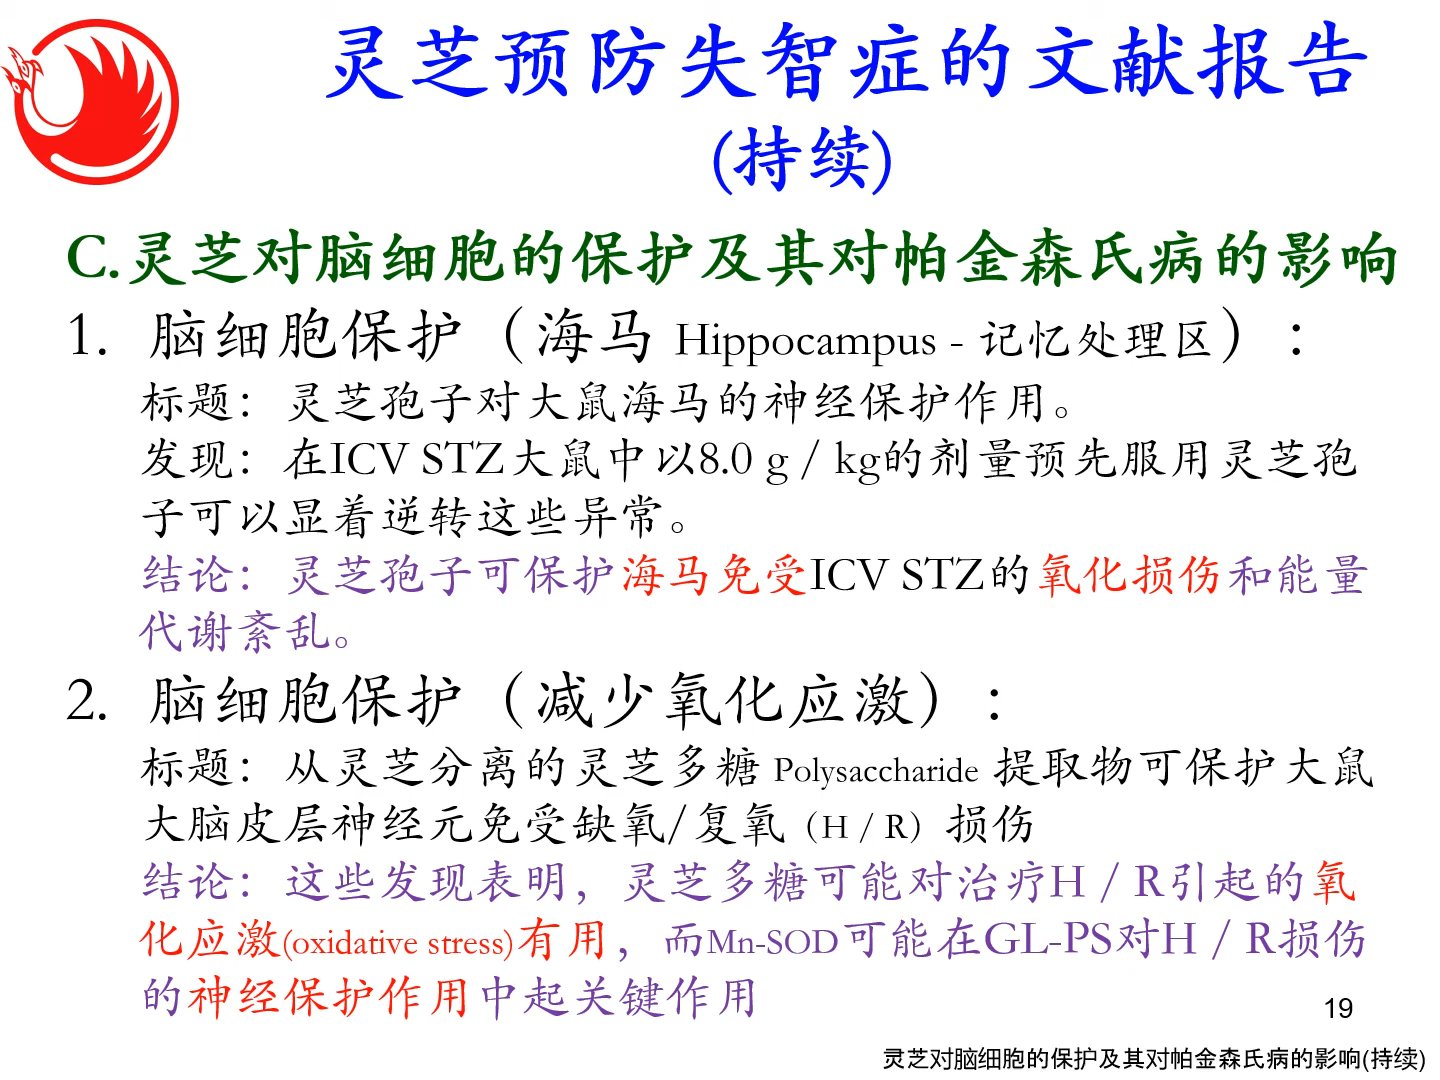 灵芝预防失智症的文献报告
(持续)
C.灵芝对脑细胞的保护及其对帕金森氏病的影响
1. 脑细胞保护（海马 Hippocampus - 记忆处理区）:
标题：灵芝孢子对大鼠海马的神经保护作用。
发现：在ICV STZ大鼠中以8.0 g / kg的剂量预先服用灵芝孢
子可以显着逆转这些异常。
结论：灵芝孢子可保护海马免受ICV STZ的氧化损伤和能量
代谢紊乱。
2. 脑细胞保护（减少氧化应激）:
标题：从灵芝分离的灵芝多糖 Polysaccharide 提取物可保护大鼠
大脑皮层神经元免受缺氧/复氧（H / R）损伤
结论：这些发现表明，灵芝多糖可能对治疗H / R引起的氧
化应激(oxidative stress)有用，而Mn-SOD可能在GL-PS对H / R损伤
的神经保护作用中起关键作用
19
灵芝对脑细胞的保护及其对帕金森氏病的影响(持续)